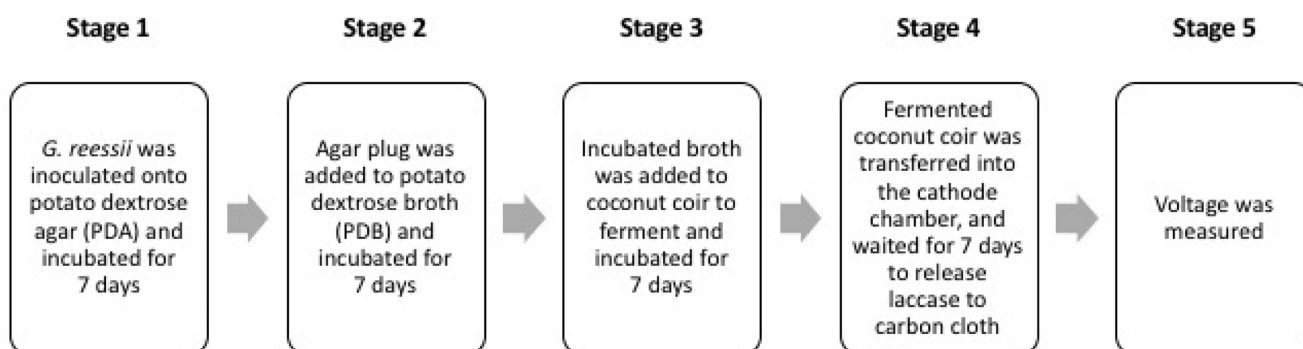 Stage 1
Stage 2
Stage 3
Stage 4
Stage 5
G. reessii was
inoculated onto
potato dextrose
agar (PDA) and
incubated for
7 days
Agar plug was
added to potato
dextrose broth
(PDB) and
incubated for
7 days
Incubated broth
was added to
coconut coir to
ferment and
incubated for
7 days
Fermented
coconut coir was
transferred into
the cathode
chamber, and
waited for 7 days
to release
laccase to
carbon cloth
Voltage was
measured